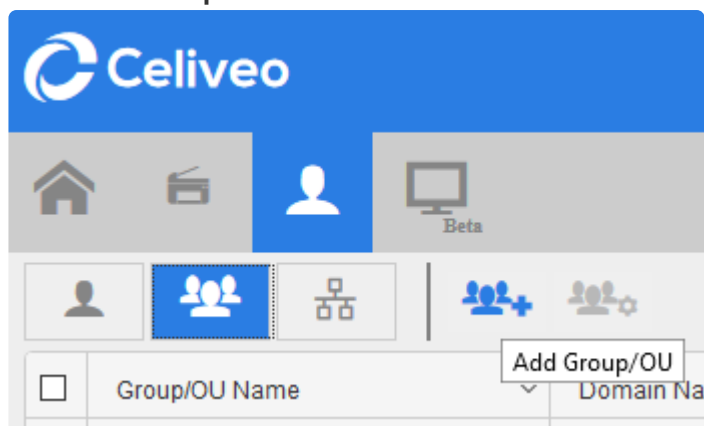 Celiveo
Beta
Add Group/OU
Group/OU Name
Domain Na